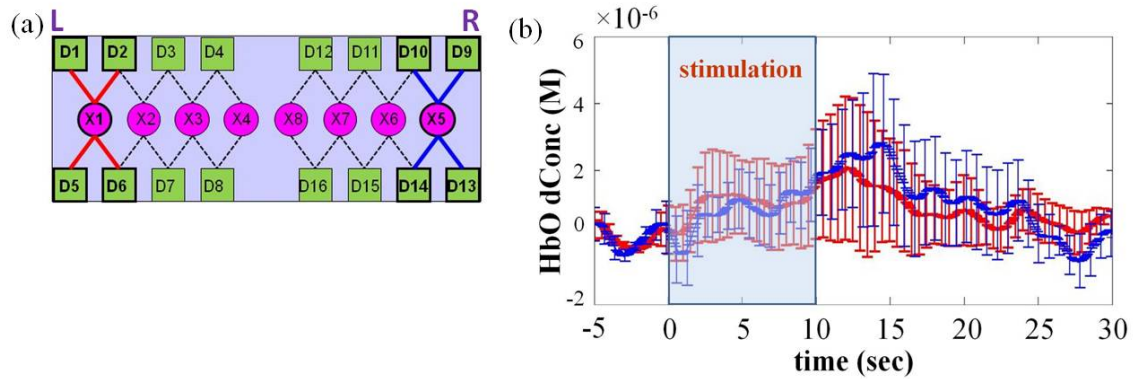 (a)
L R
D1 D2 D3 D4 D12 D11 D10 D9
X1 X2 X3 X4 X8 X7 X6 X5
D5 D6 D7 D8 D16 D15 D14 D13
(b)
×10⁻⁶
HbO dConc (M)
6
4
2
0
-2
stimulation
-5 0 5 10 15 20 25 30
time (sec)